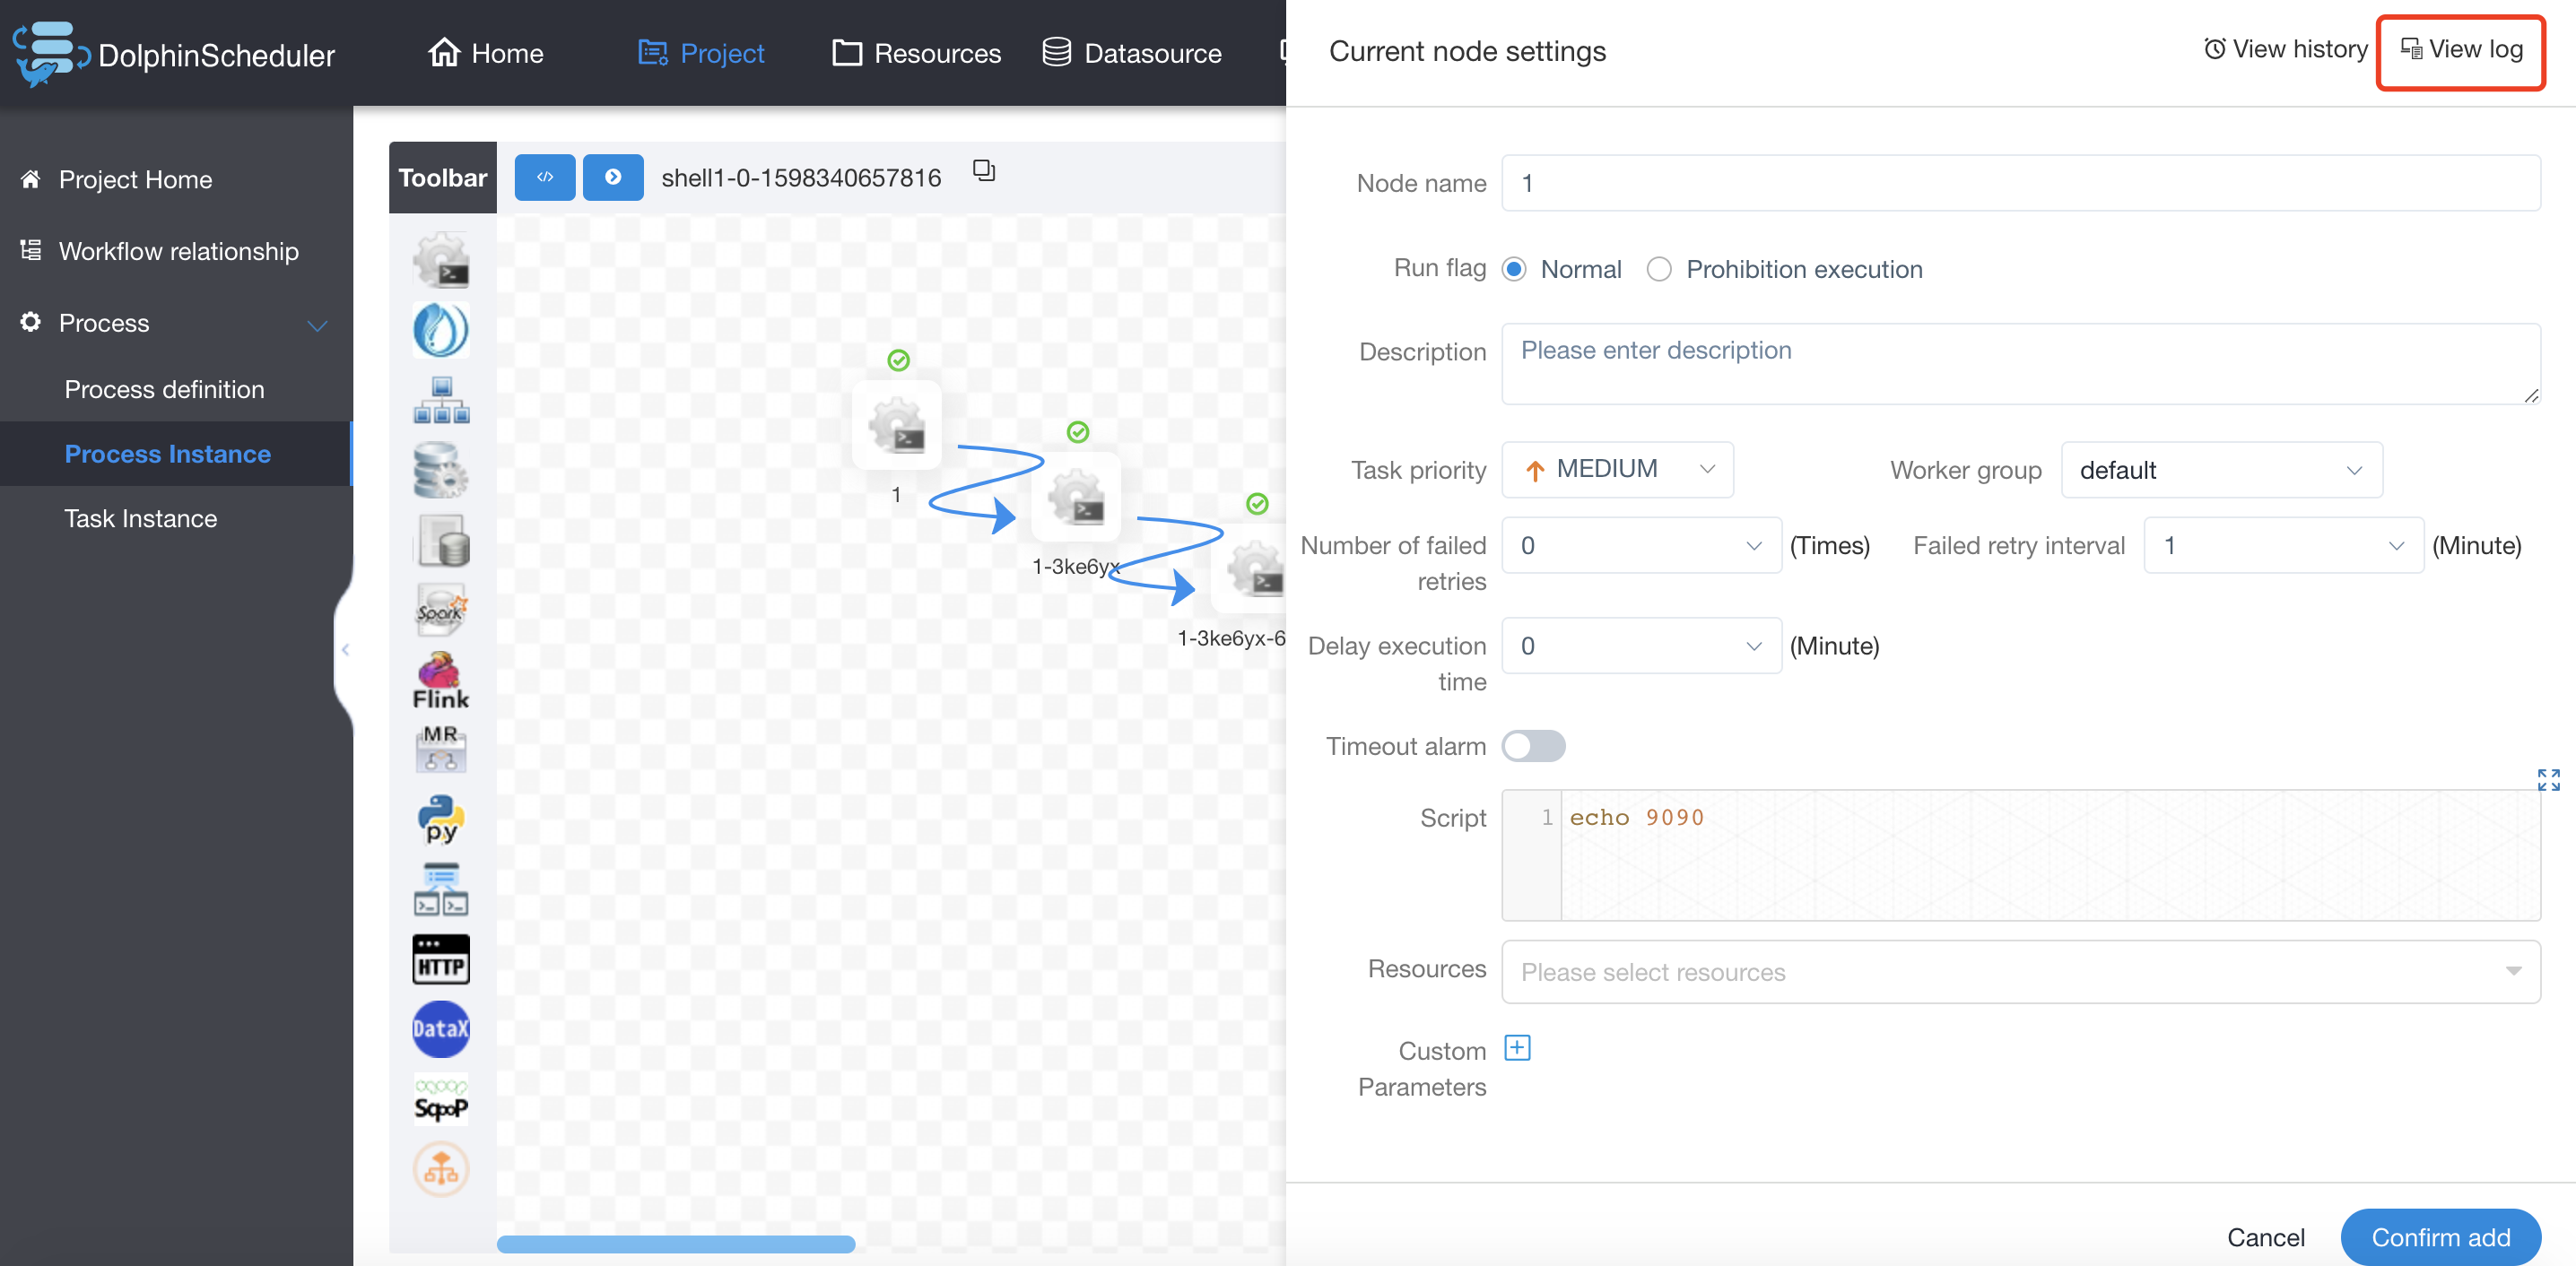 DolphinScheduler
Home
Project
Resources
Datasource
Current node settings
View history
View log
Project Home
Workflow relationship
Process
Process definition
Process Instance
Task Instance
Toolbar
</>
shell1-0-1598340657816
Spark
Flink
MR
py
HTTP
DataX
SqooP
1
1-3ke6yx
1-3ke6yx-6
Node name
1
Run flag
Normal
Prohibition execution
Description
Please enter description
Task priority
MEDIUM
Worker group
default
Number of failed
retries
0
(Times)
Failed retry interval
1
(Minute)
Delay execution
time
0
(Minute)
Timeout alarm
Script
1
echo 9090
Resources
Please select resources
Custom
Parameters
Cancel
Confirm add